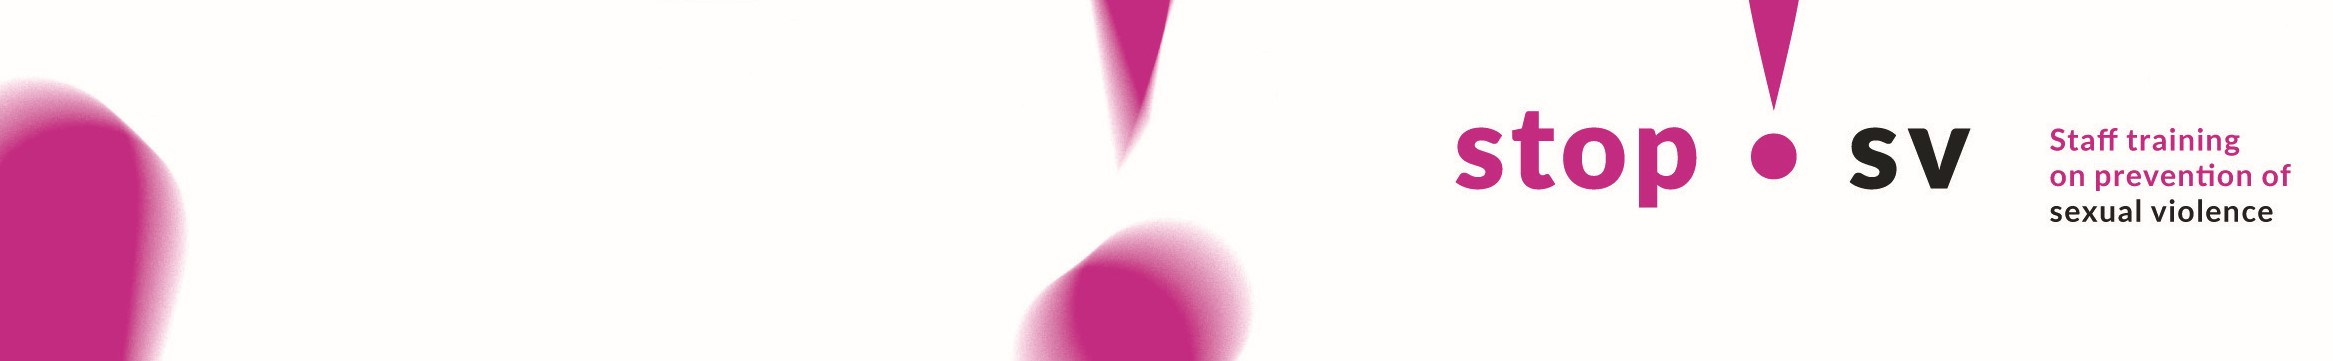 stop ! sv
Staff training
on prevention of
sexual violence